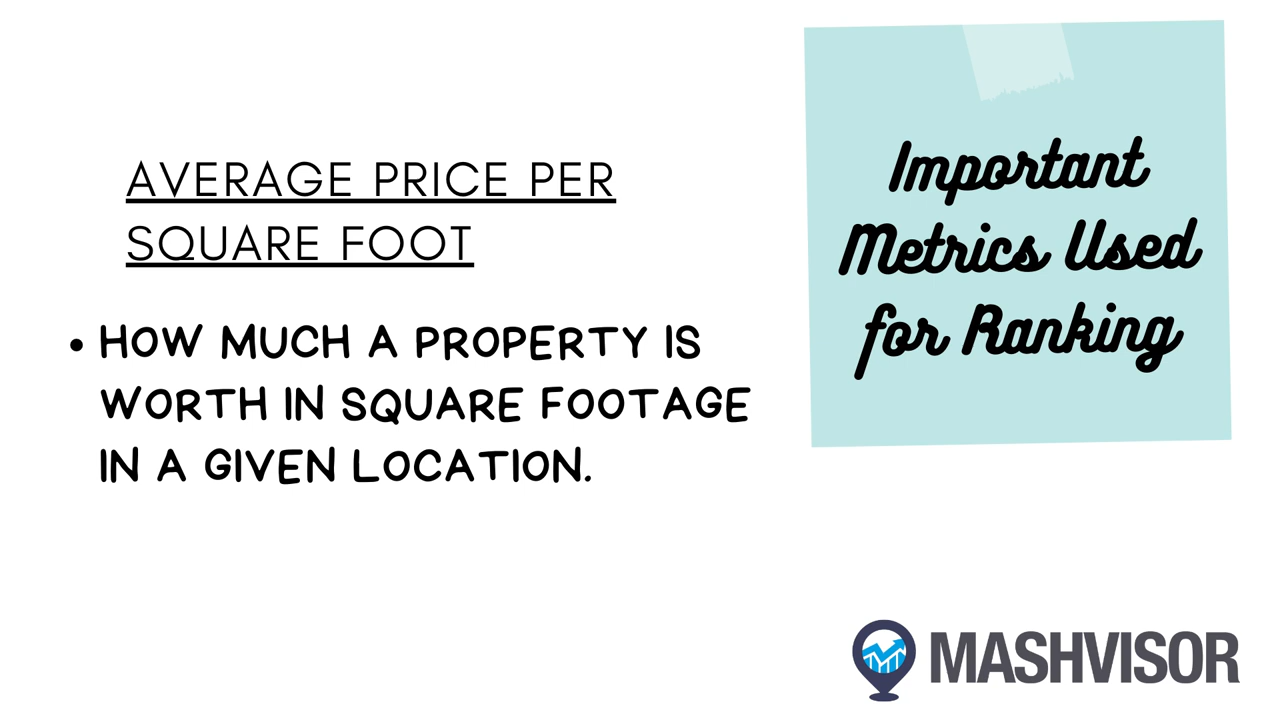 AVERAGE PRICE PER
SQUARE FOOT
• HOW MUCH A PROPERTY IS
WORTH IN SQUARE FOOTAGE
IN A GIVEN LOCATION.
Important
Metrics Used
for Ranking
MASHVISOR